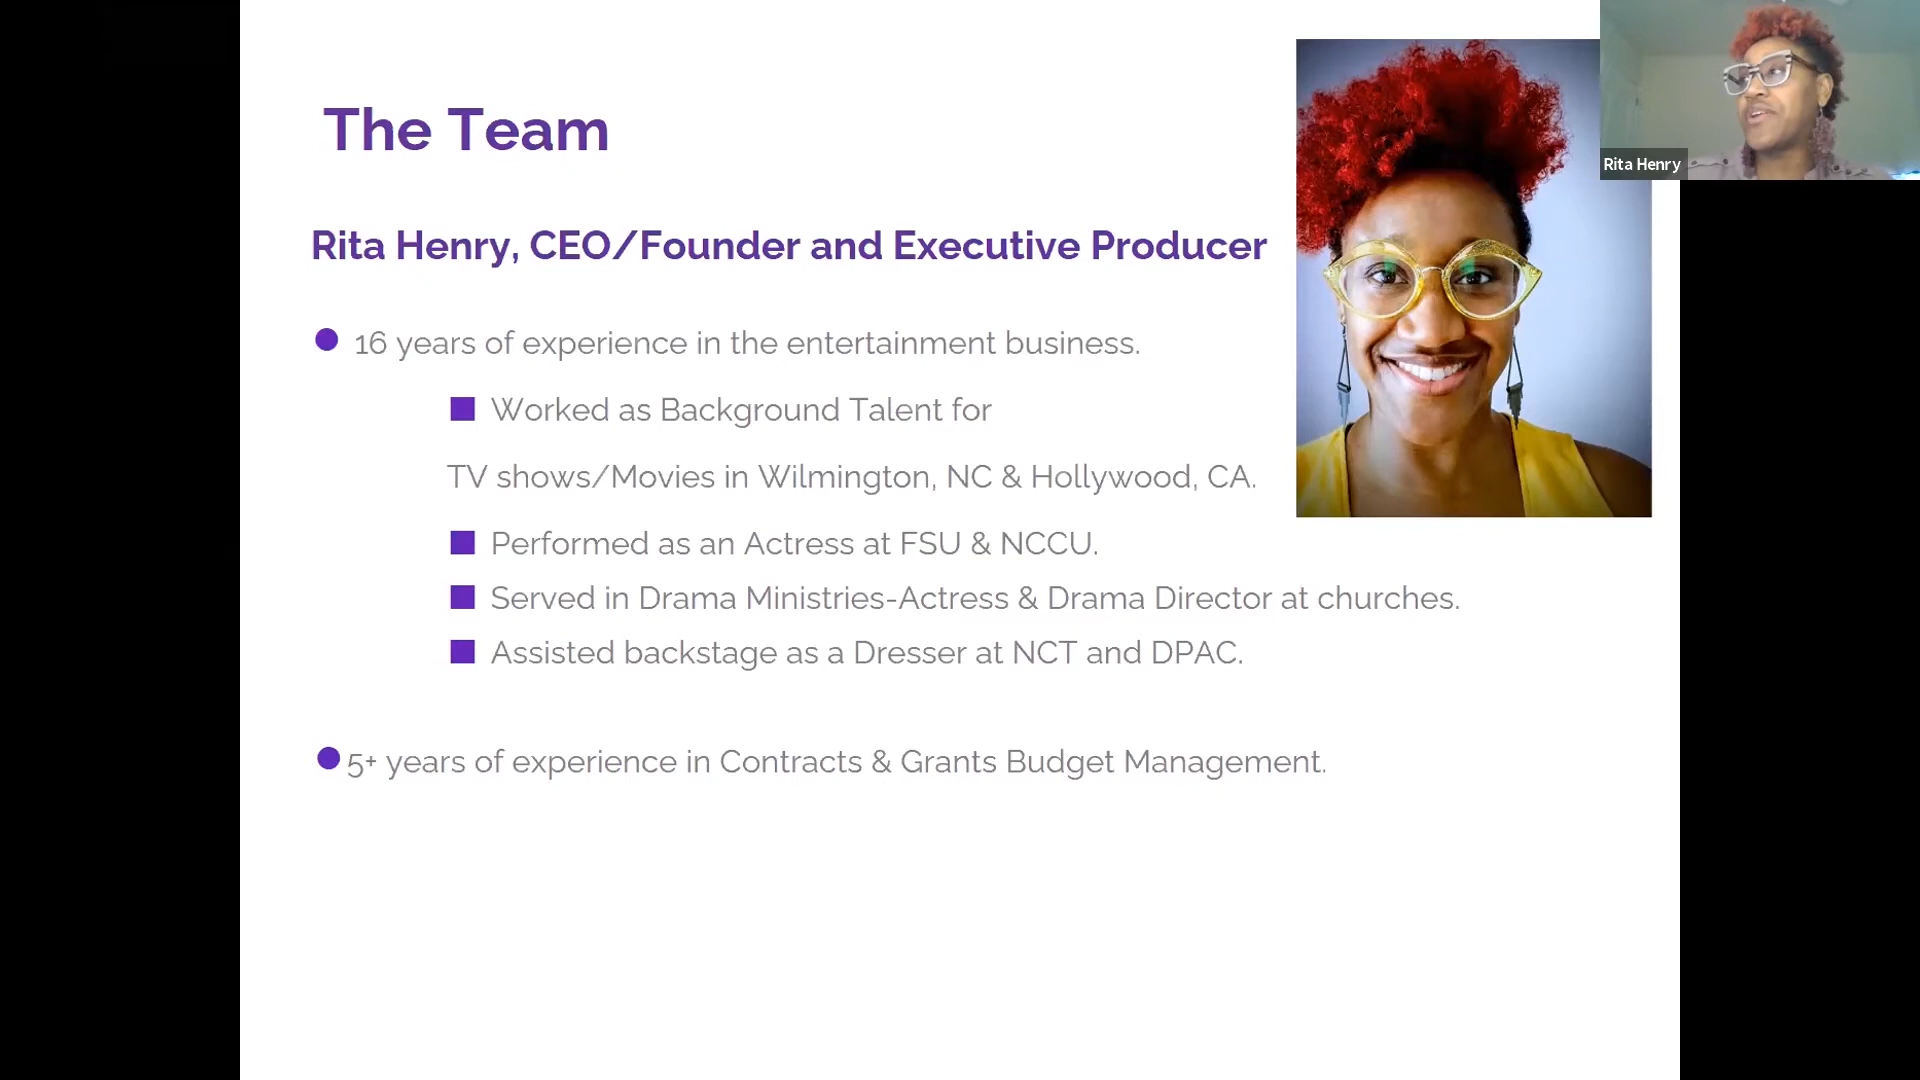 The Team
Rita Henry
Rita Henry, CEO/Founder and Executive Producer
16 years of experience in the entertainment business.
Worked as Background Talent for
TV shows/Movies in Wilmington, NC & Hollywood, CA.
Performed as an Actress at FSU & NCCU.
Served in Drama Ministries-Actress & Drama Director at churches.
Assisted backstage as a Dresser at NCT and DPAC.
5+ years of experience in Contracts & Grants Budget Management.